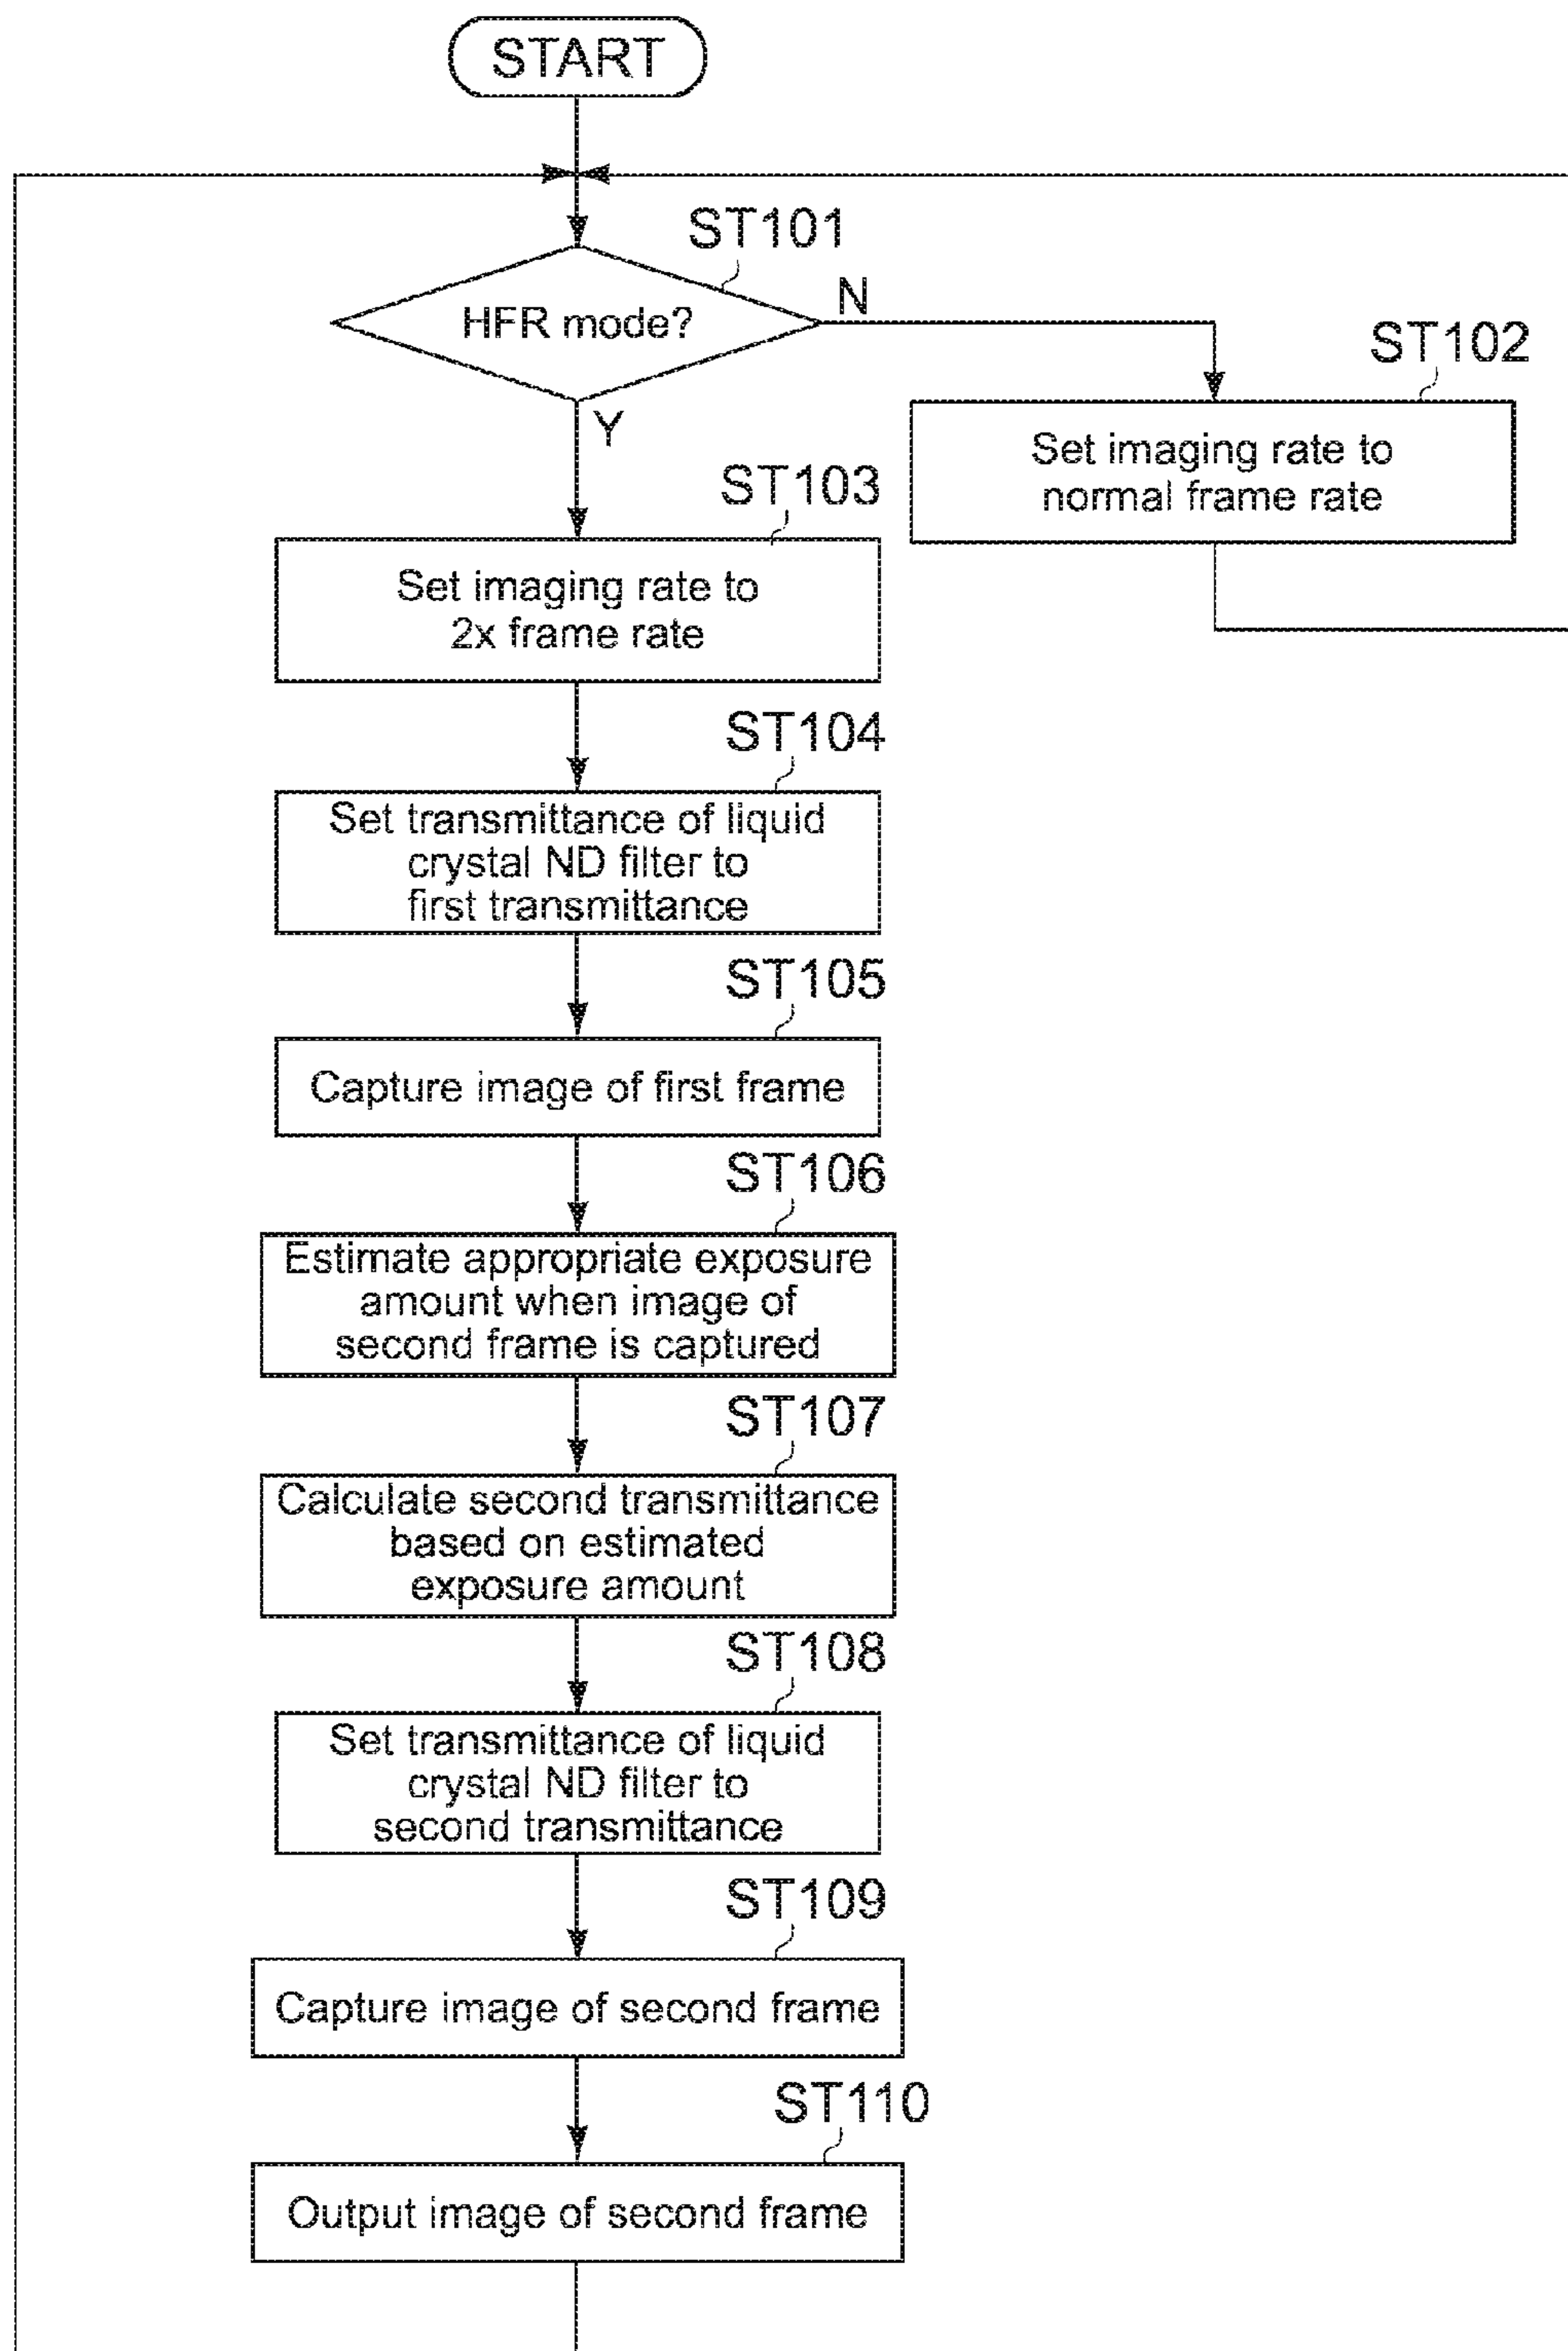 START
ST101
HFR mode?
N
Y
ST102
Set imaging rate to
normal frame rate
ST103
Set imaging rate to
2x frame rate
ST104
Set transmittance of liquid
crystal ND filter to
first transmittance
ST105
Capture image of first frame
ST106
Estimate appropriate exposure
amount when image of
second frame is captured
ST107
Calculate second transmittance
based on estimated
exposure amount
ST108
Set transmittance of liquid
crystal ND filter to
second transmittance
ST109
Capture image of second frame
ST110
Output image of second frame